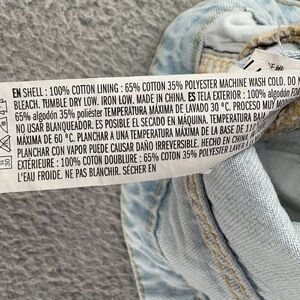 EN SHELL : 100% COTTON LINING : 65% COTTON 35% POLYESTER MACHINE WASH COLD. DO
BLEACH. TUMBLE DRY LOW. IRON LOW. MADE IN CHINA. ES TELA EXTERIOR : 100% algodón
65% algodón 35% poliéster TEMPERATURA MÁXIMA DE LAVADO 30 °C. PROCESO MUY
NO USAR BLANQUEADOR. ES POSIBLE EL SECADO EN MÁQUINA. TEMPERATURA BAJA
MÁXIMA DE 60 °C. PLANCHAR A UNA TEMPERATURA MÁXIMA DE LA BASE DE
PLANCHAR CON VAPOR PUEDE CAUSAR DAÑO IRREVERSIBLE. HECHO EN CHINA.
EXTÉRIEURE : 100% COTON DOUBLURE : 65% COTON 35% POLYESTER LAVER À
L'EAU FROIDE. NE PAS BLANCHIR. SÉCHER EN